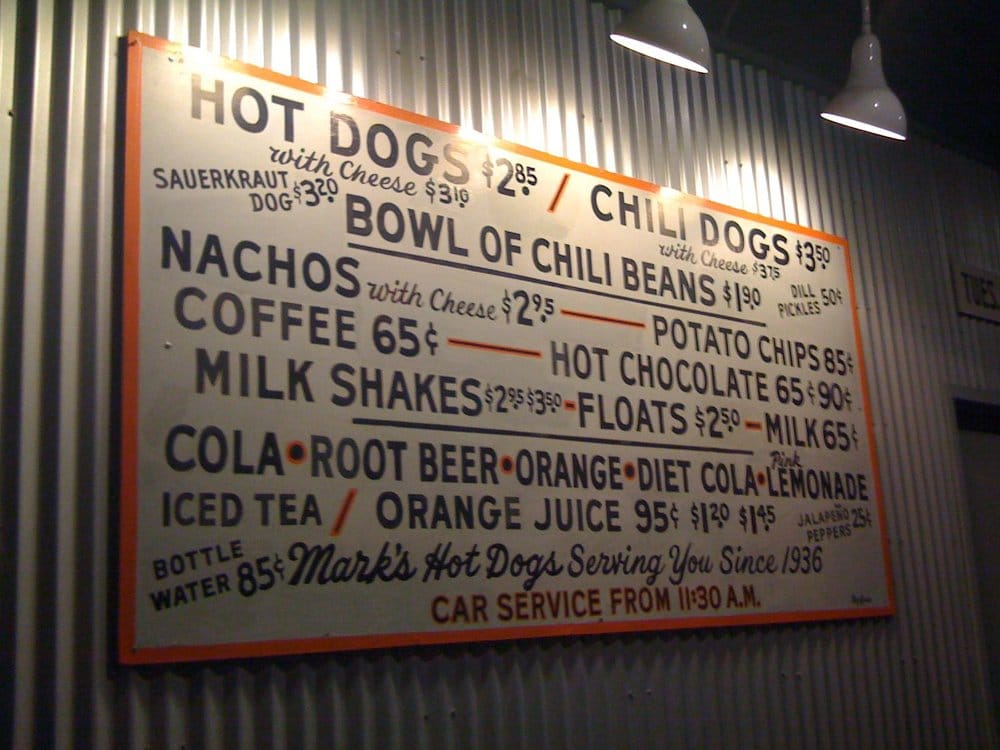 HOT DOGS $2.85 / CHILI DOGS $3.50
with Cheese $3.10
with Cheese $3.75
SAUERKRAUT
DOG $3.20
BOWL OF CHILI BEANS $1.90
DILL
PICKLES 50¢
NACHOS with Cheese $2.95 — POTATO CHIPS 85¢
COFFEE 65¢ — HOT CHOCOLATE 65¢ 90¢
MILK SHAKES $2.95 $3.50 - FLOATS $2.50 - MILK 65¢
COLA • ROOT BEER • ORANGE • DIET COLA • Pink LEMONADE
ICED TEA / ORANGE JUICE 95¢ $1.20 $1.45
JALAPEÑO
PEPPERS 25¢
BOTTLE
WATER 85¢
Mark's Hot Dogs Serving You Since 1936
CAR SERVICE FROM 11:30 A.M.
TUES